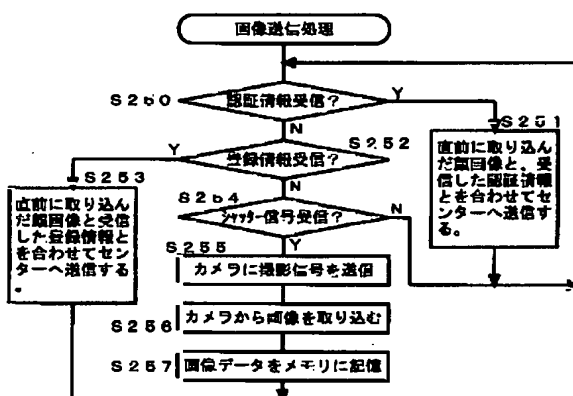 画像送信処理
S250
認証情報受信?
Y
N
S251
直前に取り込ん
だ顔画像と、受
信した認証情報
とを合わせてセ
ンターへ送信す
る。
S252
Y
登録情報受信?
N
S253
直前に取り込ん
だ顔画像と受信
した登録情報と
を合わせてセン
ターへ送信する
。
S254
シャッター信号受信?
N
Y
S255
カメラに撮影信号を送信
カメラから画像を取り込む
S256
S257
画像データをメモリに記憶